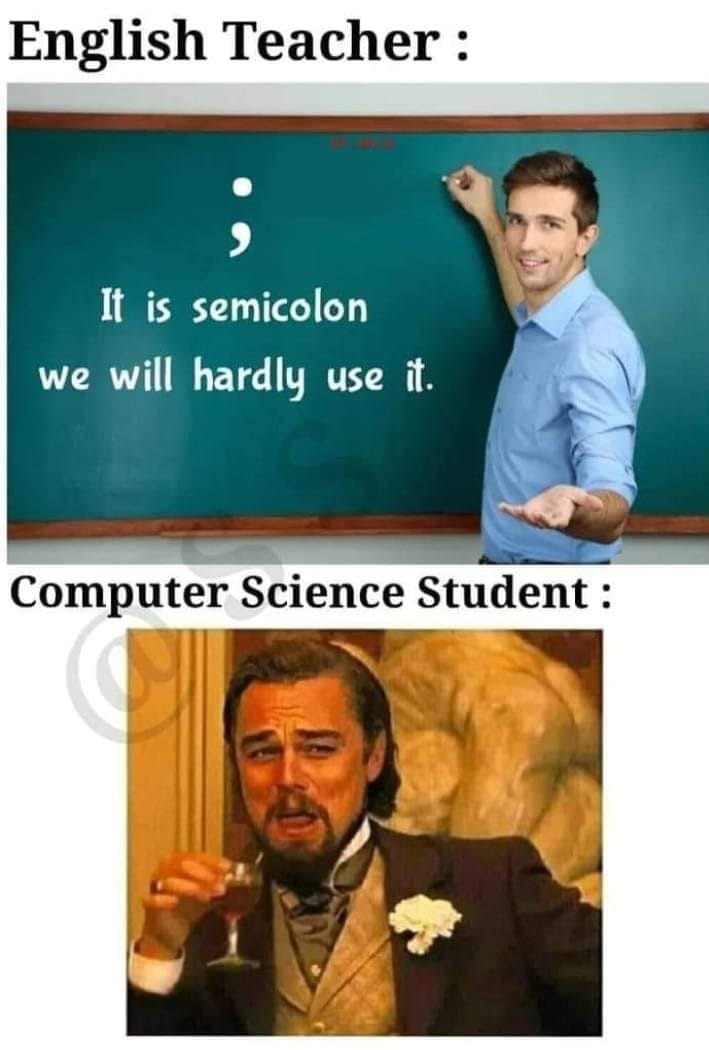 English Teacher :
;
It is semicolon
we will hardly use it.
Computer Science Student :
@ S S